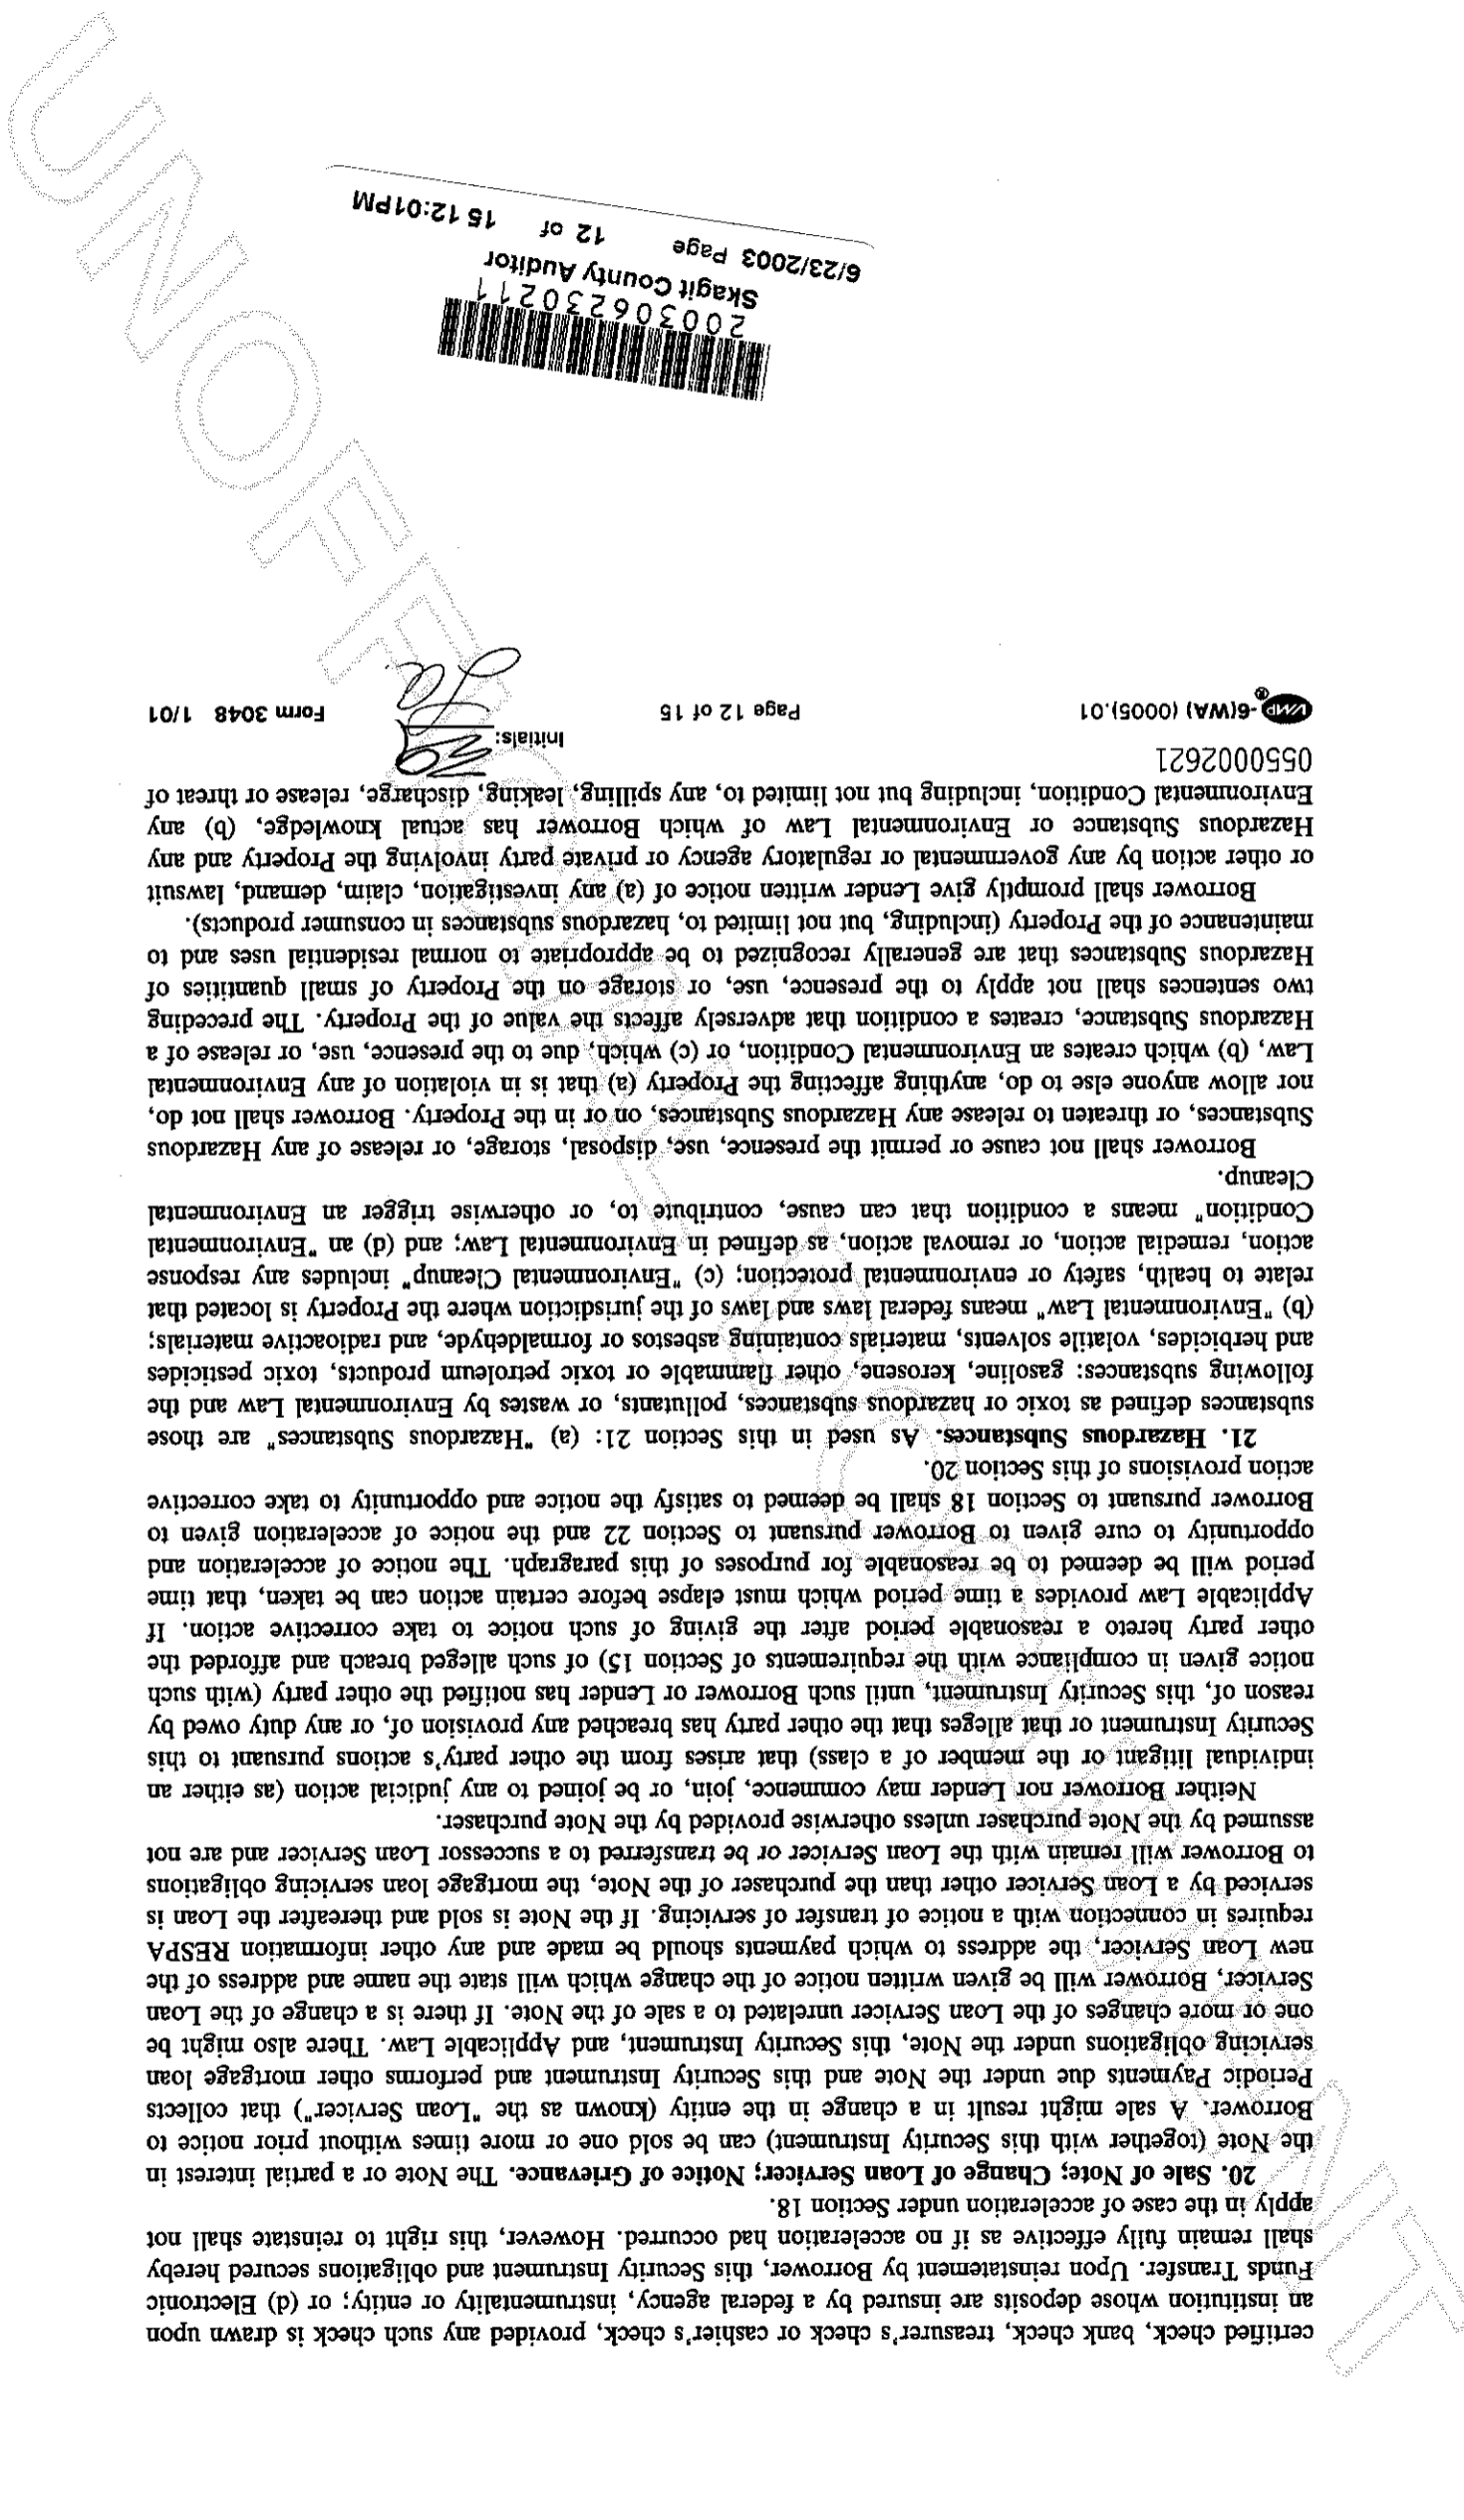 certified check, bank check, treasurer's check or cashier's check, provided any such check is drawn upon
an institution whose deposits are insured by a federal agency, instrumentality or entity; or (d) Electronic
Funds Transfer. Upon reinstatement by Borrower, this Security Instrument and obligations secured hereby
shall remain fully effective as if no acceleration had occurred. However, this right to reinstate shall not
apply in the case of acceleration under Section 18.
20. Sale of Note; Change of Loan Servicer; Notice of Grievance. The Note or a partial interest in
the Note (together with this Security Instrument) can be sold one or more times without prior notice to
Borrower. A sale might result in a change in the entity (known as the "Loan Servicer") that collects
Periodic Payments due under the Note and this Security Instrument and performs other mortgage loan
servicing obligations under the Note, this Security Instrument, and Applicable Law. There also might be
one or more changes of the Loan Servicer unrelated to a sale of the Note. If there is a change of the Loan
Servicer, Borrower will be given written notice of the change which will state the name and address of the
new Loan Servicer, the address to which payments should be made and any other information RESPA
requires in connection with a notice of transfer of servicing. If the Note is sold and thereafter the Loan is
serviced by a Loan Servicer other than the purchaser of the Note, the mortgage loan servicing obligations
to Borrower will remain with the Loan Servicer or be transferred to a successor Loan Servicer and are not
assumed by the Note purchaser unless otherwise provided by the Note purchaser.
Neither Borrower nor Lender may commence, join, or be joined to any judicial action (as either an
individual litigant or the member of a class) that arises from the other party's actions pursuant to this
Security Instrument or that alleges that the other party has breached any provision of, or any duty owed by
reason of, this Security Instrument, until such Borrower or Lender has notified the other party (with such
notice given in compliance with the requirements of Section 15) of such alleged breach and afforded the
other party hereto a reasonable period after the giving of such notice to take corrective action. If
Applicable Law provides a time period which must elapse before certain action can be taken, that time
period will be deemed to be reasonable for purposes of this paragraph. The notice of acceleration and
opportunity to cure given to Borrower pursuant to Section 22 and the notice of acceleration given to
Borrower pursuant to Section 18 shall be deemed to satisfy the notice and opportunity to take corrective
action provisions of this Section 20.
21. Hazardous Substances. As used in this Section 21: (a) "Hazardous Substances" are those
substances defined as toxic or hazardous substances, pollutants, or wastes by Environmental Law and the
following substances: gasoline, kerosene, other flammable or toxic petroleum products, toxic pesticides
and herbicides, volatile solvents, materials containing asbestos or formaldehyde, and radioactive materials;
(b) "Environmental Law" means federal laws and laws of the jurisdiction where the Property is located that
relate to health, safety or environmental protection; (c) "Environmental Cleanup" includes any response
action, remedial action, or removal action, as defined in Environmental Law; and (d) an "Environmental
Condition" means a condition that can cause, contribute to, or otherwise trigger an Environmental
Cleanup.
Borrower shall not cause or permit the presence, use, disposal, storage, or release of any Hazardous
Substances, or threaten to release any Hazardous Substances, on or in the Property. Borrower shall not do,
nor allow anyone else to do, anything affecting the Property (a) that is in violation of any Environmental
Law, (b) which creates an Environmental Condition, or (c) which, due to the presence, use, or release of a
Hazardous Substance, creates a condition that adversely affects the value of the Property. The preceding
two sentences shall not apply to the presence, use, or storage on the Property of small quantities of
Hazardous Substances that are generally recognized to be appropriate to normal residential uses and to
maintenance of the Property (including, but not limited to, hazardous substances in consumer products).
Borrower shall promptly give Lender written notice of (a) any investigation, claim, demand, lawsuit
or other action by any governmental or regulatory agency or private party involving the Property and any
Hazardous Substance or Environmental Law of which Borrower has actual knowledge, (b) any
Environmental Condition, including but not limited to, any spilling, leaking, discharge, release or threat of
0550002621
Initials:
VMP®-6(WA) (0005).01 Page 12 of 15 Form 3048 1/01
200306230211
Skagit County Auditor
6/23/2003 Page 12 of 15 12:01PM
UNOFFICIAL DOCUMENT